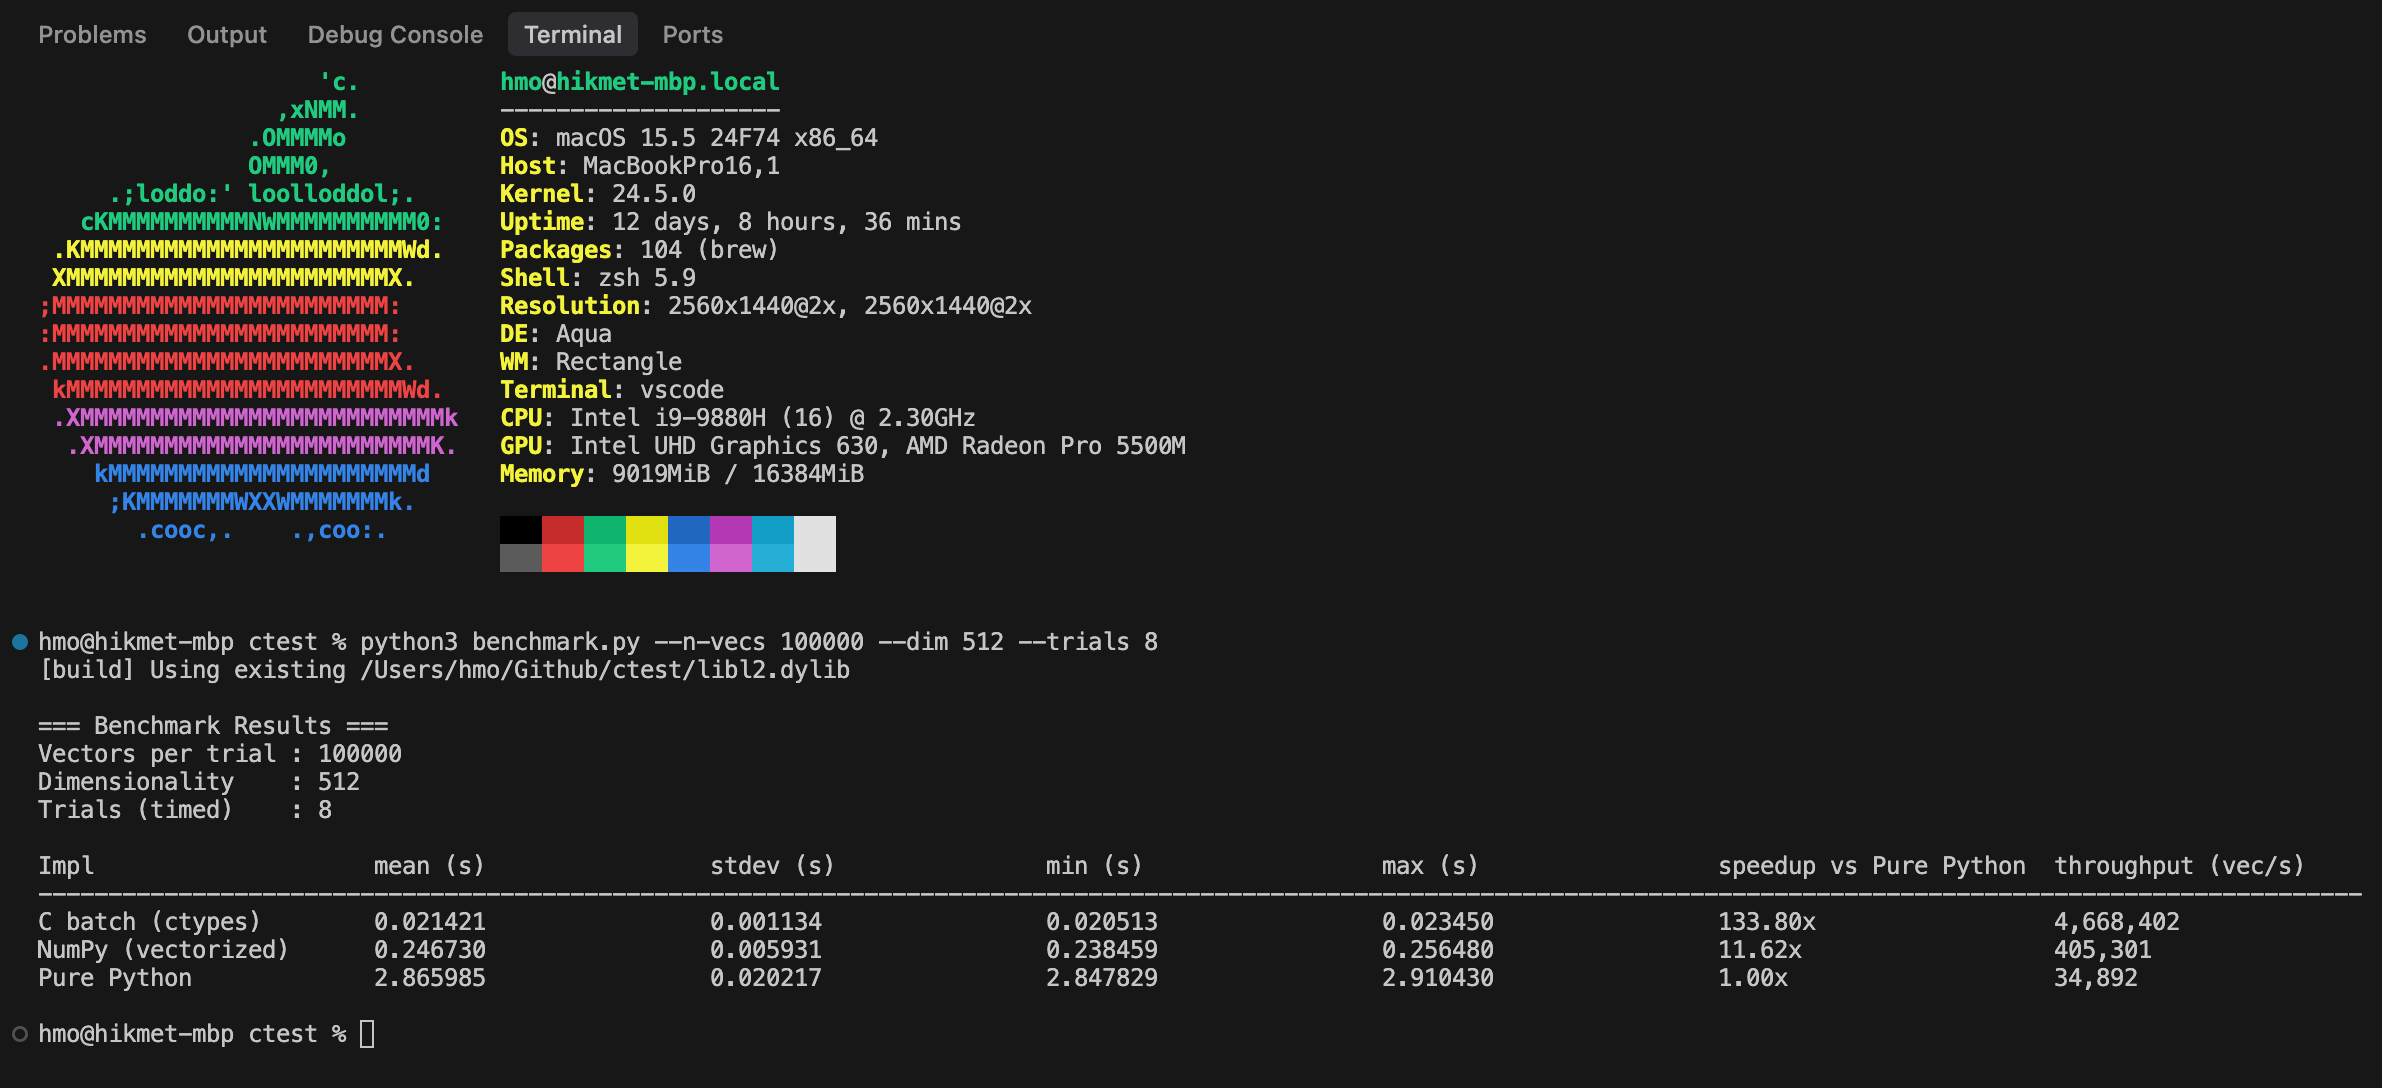 Problems Output Debug Console Terminal Ports
'c. hmo@hikmet-mbp.local
,xNMM. --------------------
.OMMMMo OS: macOS 15.5 24F74 x86_64
OMMM0, Host: MacBookPro16,1
.;loddo:' loolloddol;. Kernel: 24.5.0
cKMMMMMMMMMMNWMMMMMMMMMM0: Uptime: 12 days, 8 hours, 36 mins
.KMMMMMMMMMMMMMMMMMMMMMMMWd. Packages: 104 (brew)
XMMMMMMMMMMMMMMMMMMMMMMMX. Shell: zsh 5.9
;MMMMMMMMMMMMMMMMMMMMMMMM: Resolution: 2560x1440@2x, 2560x1440@2x
:MMMMMMMMMMMMMMMMMMMMMMMM: DE: Aqua
.MMMMMMMMMMMMMMMMMMMMMMMMX. WM: Rectangle
kMMMMMMMMMMMMMMMMMMMMMMMMWd. Terminal: vscode
.XMMMMMMMMMMMMMMMMMMMMMMMMMMk CPU: Intel i9-9880H (16) @ 2.30GHz
.XMMMMMMMMMMMMMMMMMMMMMMMMK. GPU: Intel UHD Graphics 630, AMD Radeon Pro 5500M
kMMMMMMMMMMMMMMMMMMMMMMd Memory: 9019MiB / 16384MiB
;KMMMMMMMWXXWMMMMMMMk.
.cooc,. .,coo:.
hmo@hikmet-mbp ctest % python3 benchmark.py --n-vecs 100000 --dim 512 --trials 8
[build] Using existing /Users/hmo/Github/ctest/libl2.dylib
=== Benchmark Results ===
Vectors per trial : 100000
Dimensionality : 512
Trials (timed) : 8
Impl mean (s) stdev (s) min (s) max (s) speedup vs Pure Python throughput (vec/s)
C batch (ctypes) 0.021421 0.001134 0.020513 0.023450 133.80x 4,668,402
NumPy (vectorized) 0.246730 0.005931 0.238459 0.256480 11.62x 405,301
Pure Python 2.865985 0.020217 2.847829 2.910430 1.00x 34,892
hmo@hikmet-mbp ctest %